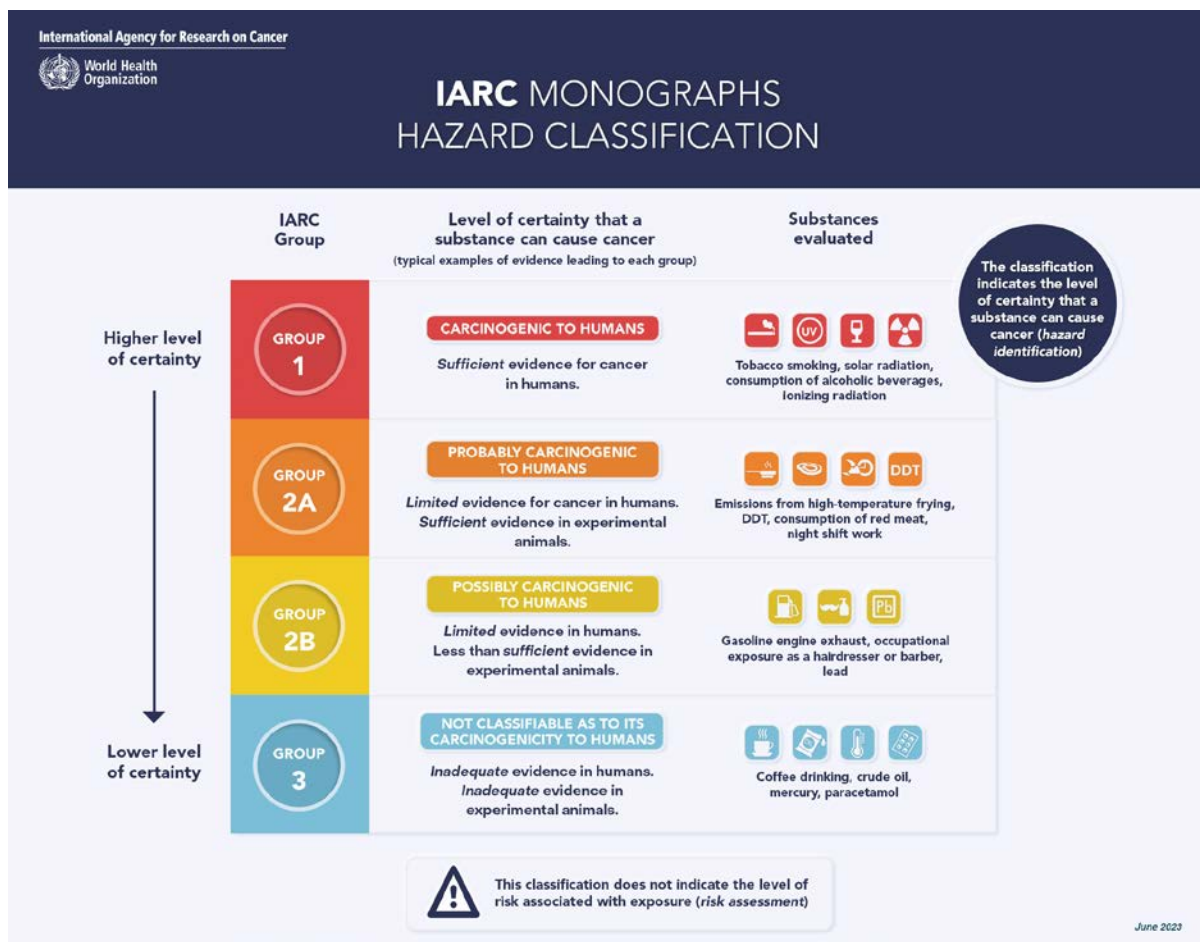 International Agency for Research on Cancer
World Health
Organization
IARC MONOGRAPHS
HAZARD CLASSIFICATION
IARC
Group
Level of certainty that a
substance can cause cancer
(typical examples of evidence leading to each group)
Substances
evaluated
The classification
indicates the level
of certainty that a
substance can cause
cancer (hazard
identification)
Higher level
of certainty
GROUP
1
CARCINOGENIC TO HUMANS
Sufficient evidence for cancer
in humans.
UV
Tobacco smoking, solar radiation,
consumption of alcoholic beverages,
ionizing radiation
GROUP
2A
PROBABLY CARCINOGENIC
TO HUMANS
Limited evidence for cancer in humans.
Sufficient evidence in experimental
animals.
DDT
Emissions from high-temperature frying,
DDT, consumption of red meat,
night shift work
GROUP
2B
POSSIBLY CARCINOGENIC
TO HUMANS
Limited evidence in humans.
Less than sufficient evidence in
experimental animals.
Pb
Gasoline engine exhaust, occupational
exposure as a hairdresser or barber,
lead
Lower level
of certainty
GROUP
3
NOT CLASSIFIABLE AS TO ITS
CARCINOGENICITY TO HUMANS
Inadequate evidence in humans.
Inadequate evidence in
experimental animals.
Coffee drinking, crude oil,
mercury, paracetamol
This classification does not indicate the level of
risk associated with exposure (risk assessment)
June 2023